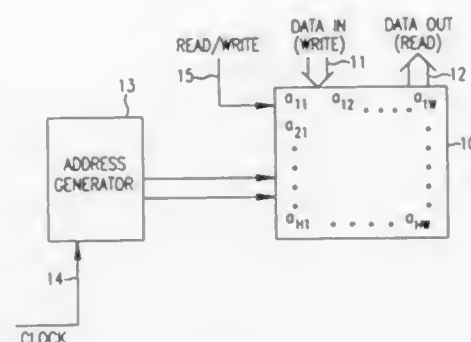 READ/WRITE
15
DATA IN
(WRITE)
11
DATA OUT
(READ)
12
13
ADDRESS
GENERATOR
14
CLOCK
a11 a12 . . . . a1W
a21
aH1 . . . . . aHW
10